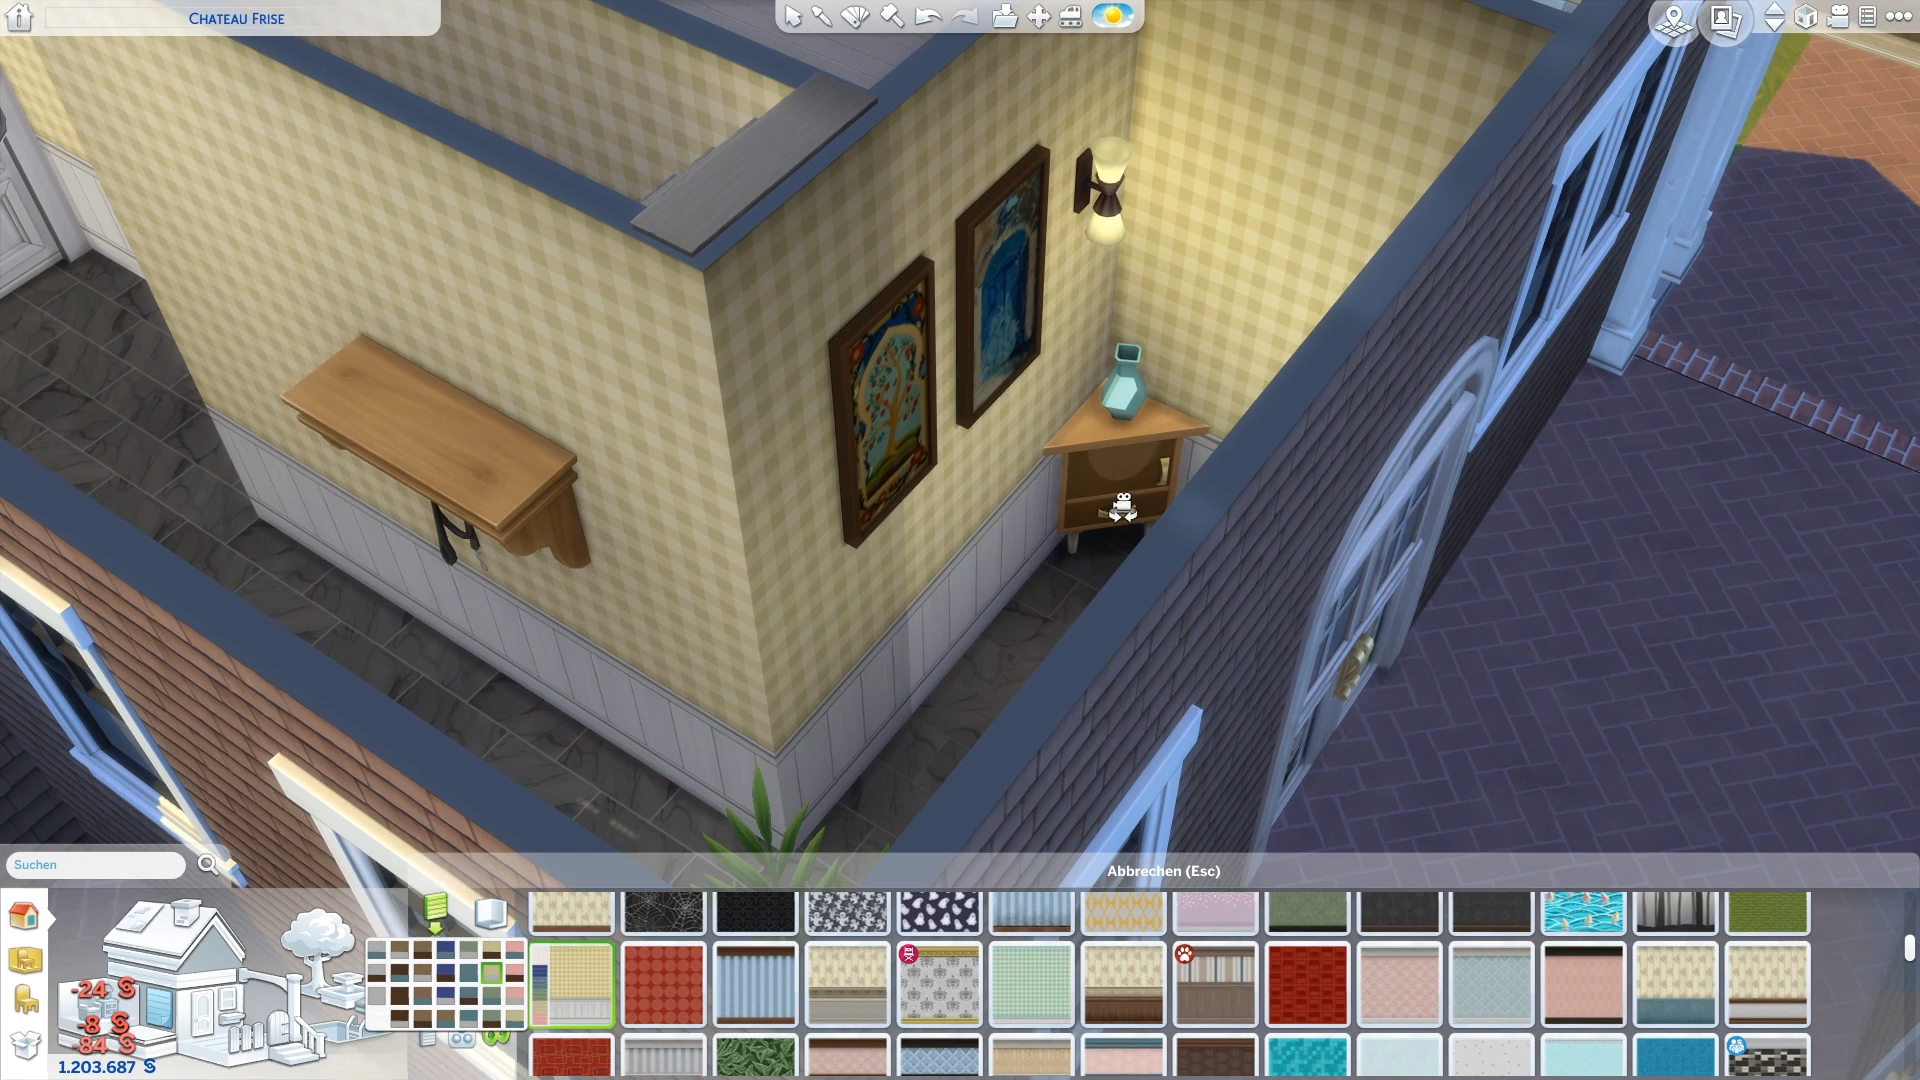 Chateau Frise
Abbrechen (Esc)
Suchen
-24
-8
-84
1.203.687